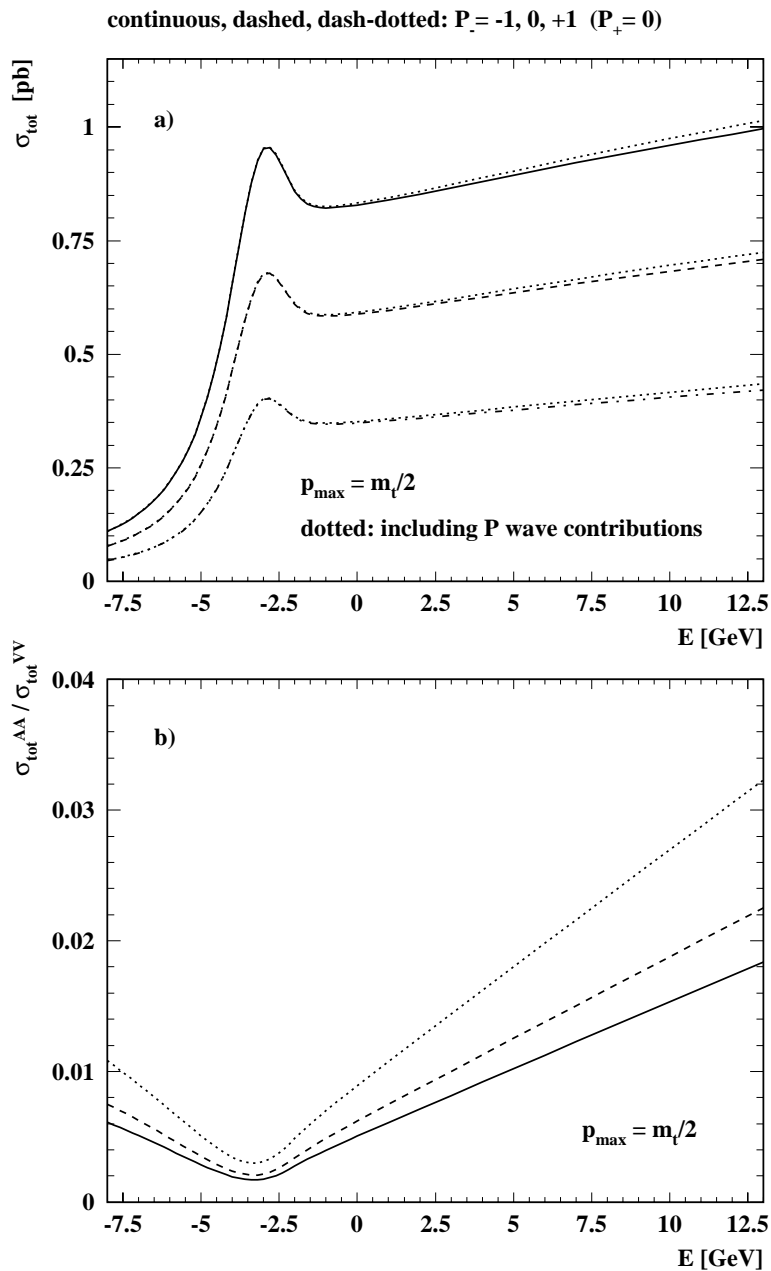 continuous, dashed, dash-dotted: P_-= -1, 0, +1 (P_+= 0)
σ_tot [pb]
a)
1
0.75
0.5
0.25
0
p_max = m_t/2
dotted: including P wave contributions
-7.5 -5 -2.5 0 2.5 5 7.5 10 12.5
E [GeV]
σ_tot^AA / σ_tot^VV
0.04
b)
0.03
0.02
0.01
p_max = m_t/2
0
-7.5 -5 -2.5 0 2.5 5 7.5 10 12.5
E [GeV]